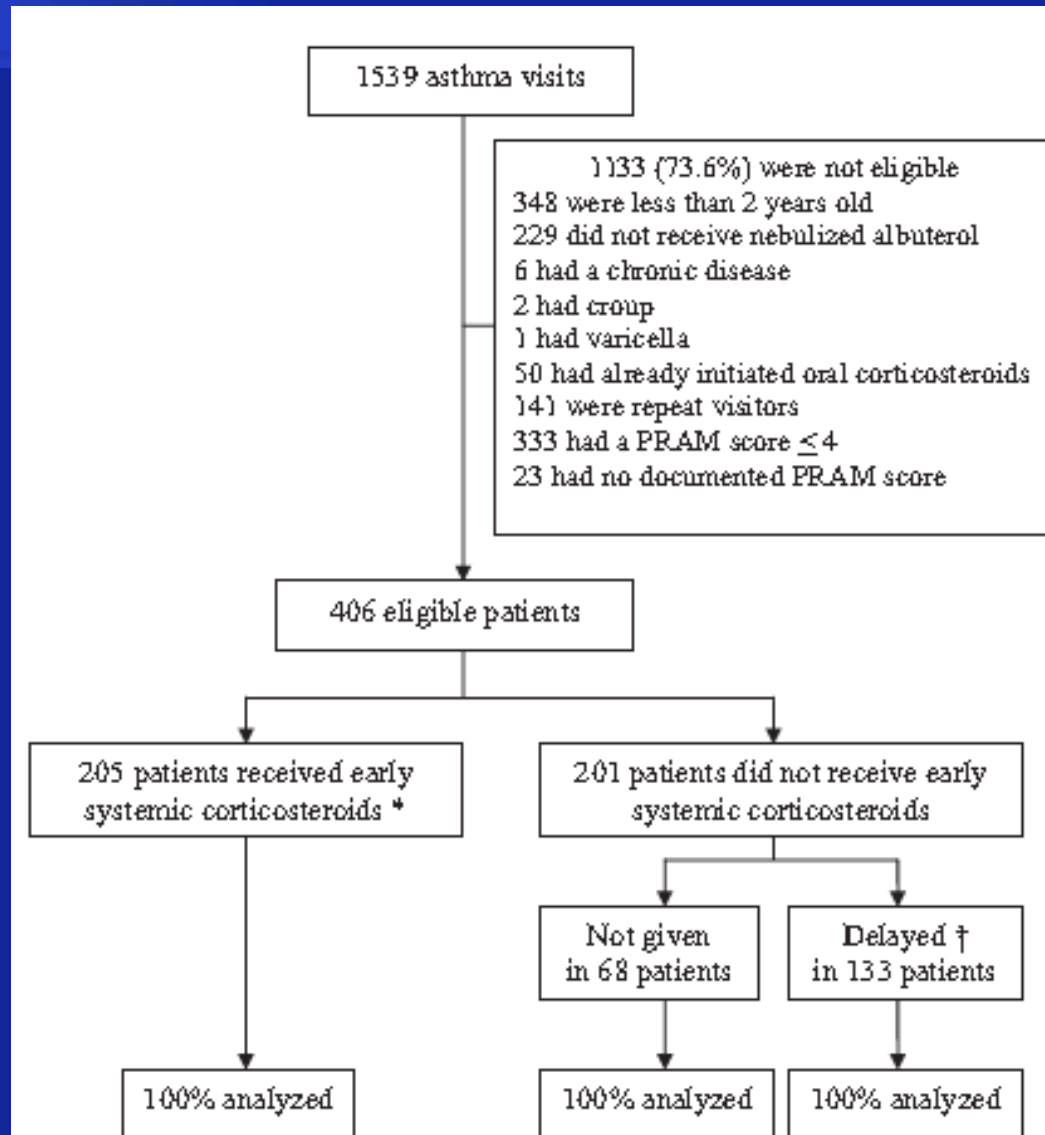 1539 asthma visits
1133 (73.6%) were not eligible
348 were less than 2 years old
229 did not receive nebulized albuterol
6 had a chronic disease
2 had croup
1 had varicella
50 had already initiated oral corticosteroids
141 were repeat visitors
333 had a PRAM score ≤ 4
23 had no documented PRAM score
406 eligible patients
205 patients received early
systemic corticosteroids *
201 patients did not receive early
systemic corticosteroids
Not given
in 68 patients
Delayed †
in 133 patients
100% analyzed
100% analyzed
100% analyzed